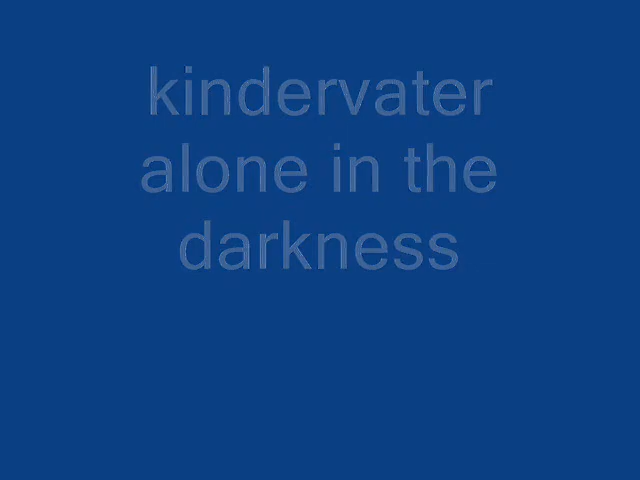 kindervater
alone in the
darkness